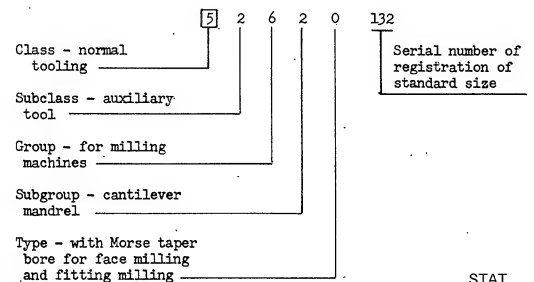 5 2 6 2 0 132
Class - normal
tooling
Serial number of
registration of
standard size
Subclass - auxiliary
tool
Group - for milling
machines
Subgroup - cantilever
mandrel
Type - with Morse taper
bore for face milling
and fitting milling
STAT